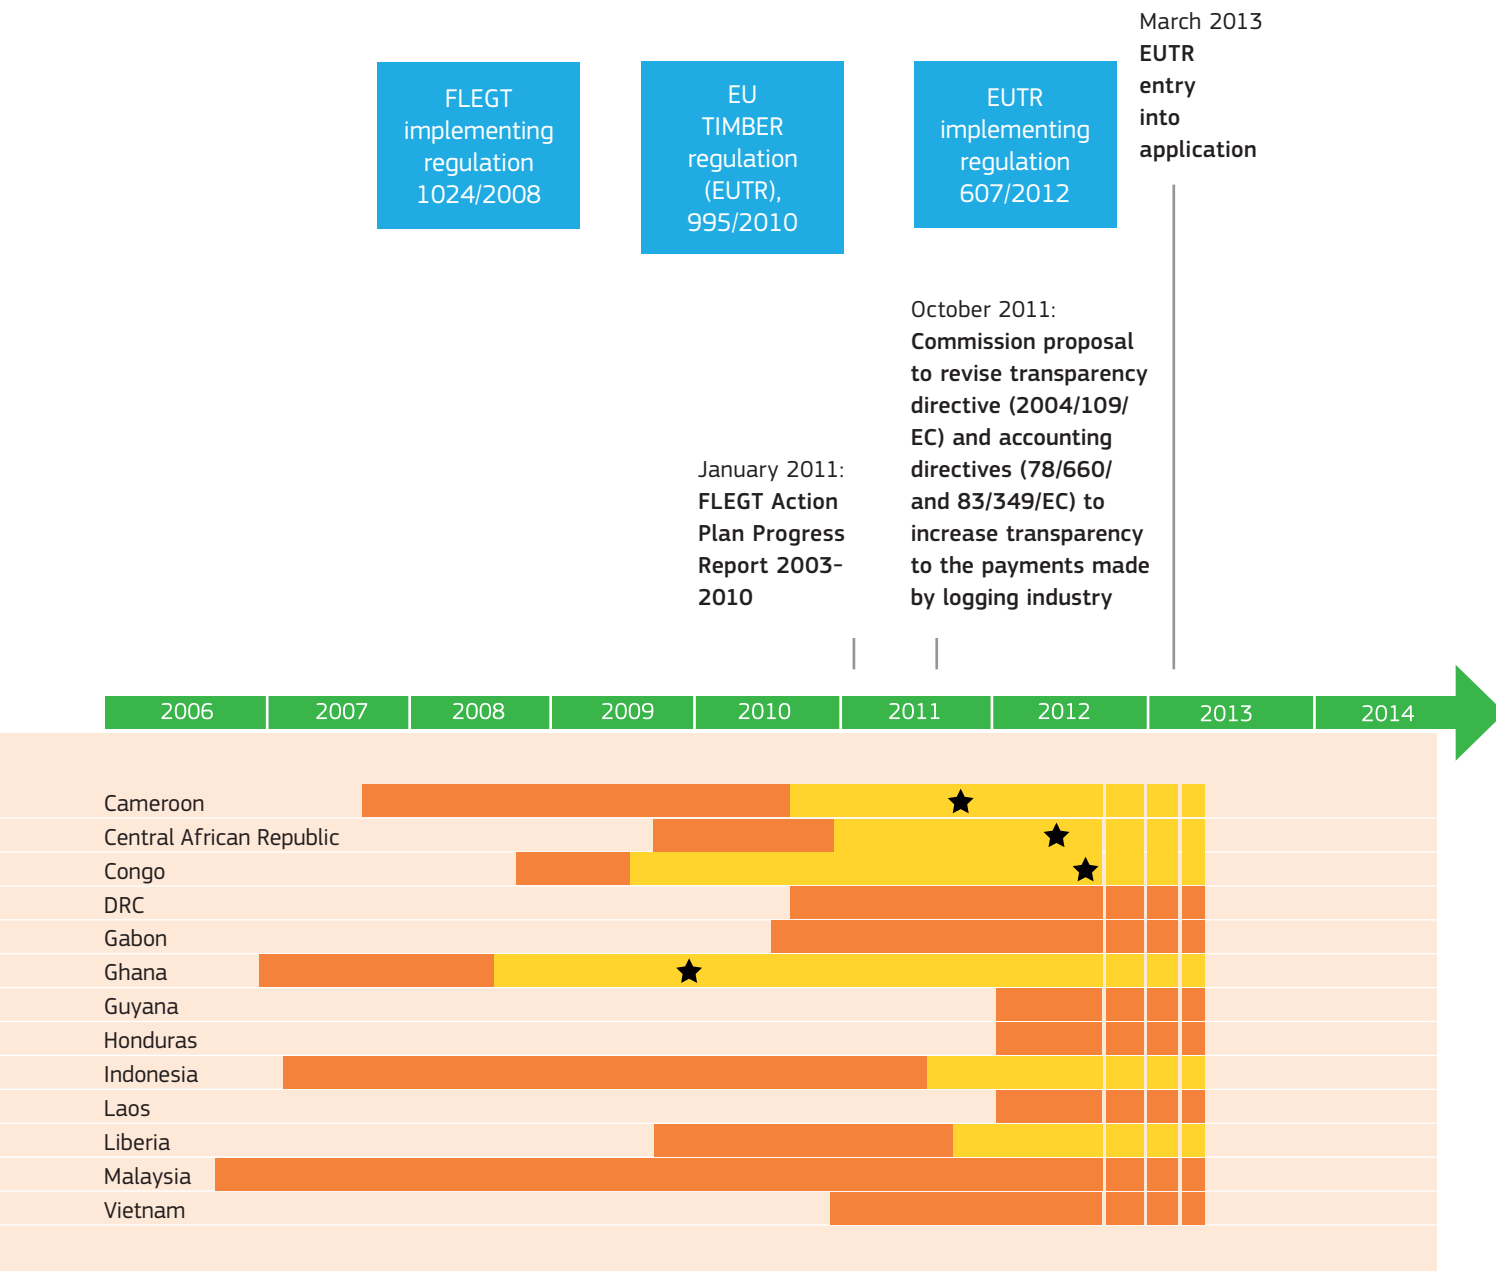 FLEGT
implementing
regulation
1024/2008
EU
TIMBER
regulation
(EUTR),
995/2010
EUTR
implementing
regulation
607/2012
March 2013
EUTR
entry
into
application
January 2011:
FLEGT Action
Plan Progress
Report 2003-
2010
October 2011:
Commission proposal
to revise transparency
directive (2004/109/
EC) and accounting
directives (78/660/
and 83/349/EC) to
increase transparency
to the payments made
by logging industry
2006 2007 2008 2009 2010 2011 2012 2013 2014
Cameroon
Central African Republic
Congo
DRC
Gabon
Ghana
Guyana
Honduras
Indonesia
Laos
Liberia
Malaysia
Vietnam